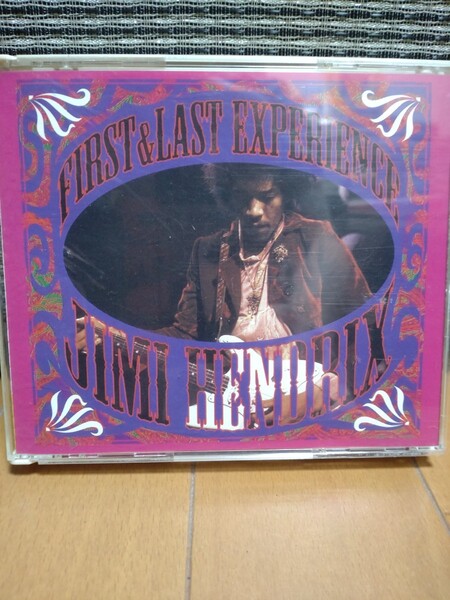 FIRST&LAST EXPERIENCE
JIMI HENDRIX